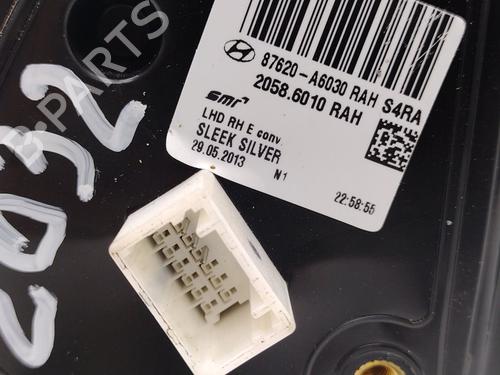 87620-A6030 RAH S4RA
2058.6010 RAH
smr
LHD RH E conv.
SLEEK SILVER
29.05.2013
N1
22:58:55
2032
B-PARTS